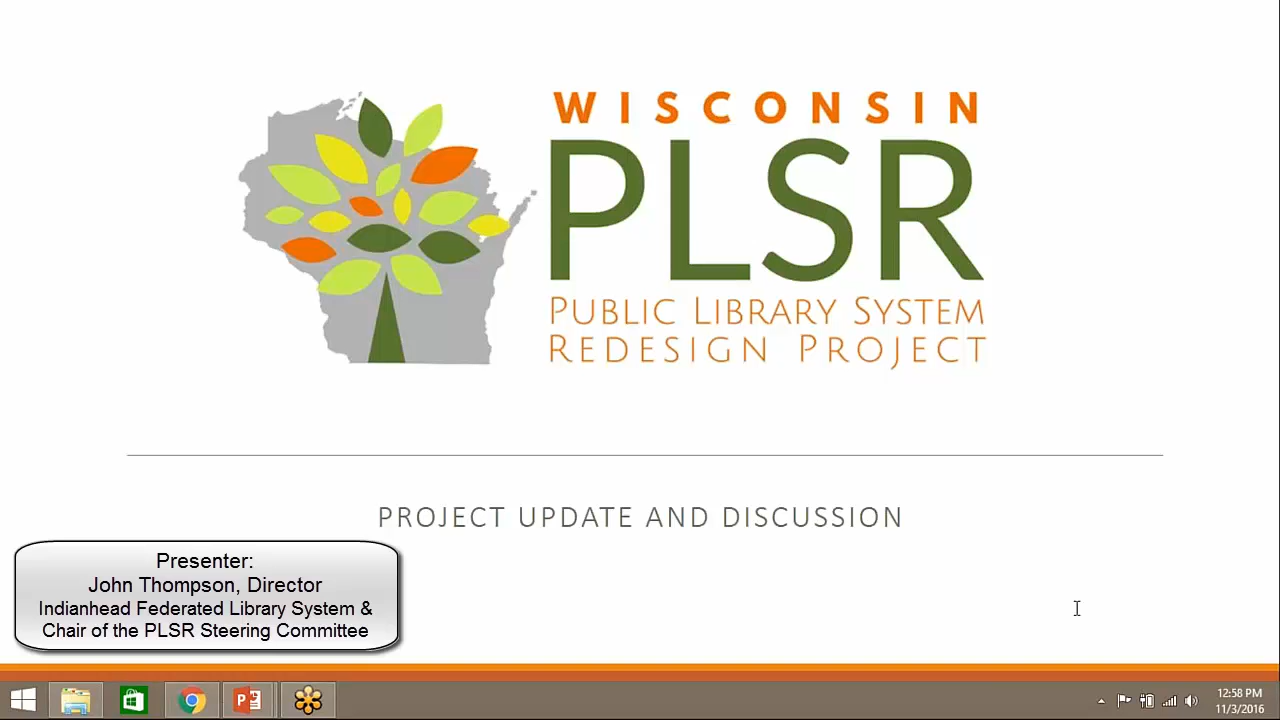 WISCONSIN
PLSR
PUBLIC LIBRARY SYSTEM
REDESIGN PROJECT
PROJECT UPDATE AND DISCUSSION
Presenter:
John Thompson, Director
Indianhead Federated Library System &
Chair of the PLSR Steering Committee
12:58 PM
11/3/2016